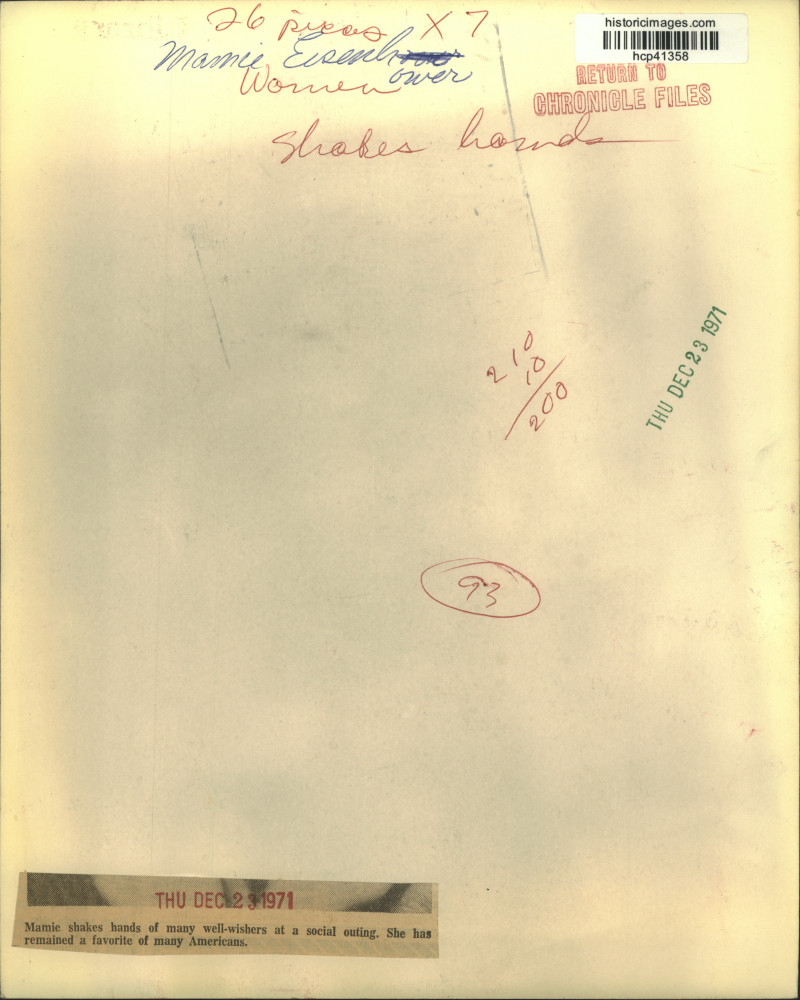 26 picas X 7
historicimages.com
hcp41358
Mamie Eisenhower
Women
RETURN TO
CHRONICLE FILES
Shakes hands
THU DEC 23 1971
210
10
200
93
THU DEC 23 1971
Mamie shakes hands of many well-wishers at a social outing. She has
remained a favorite of many Americans.